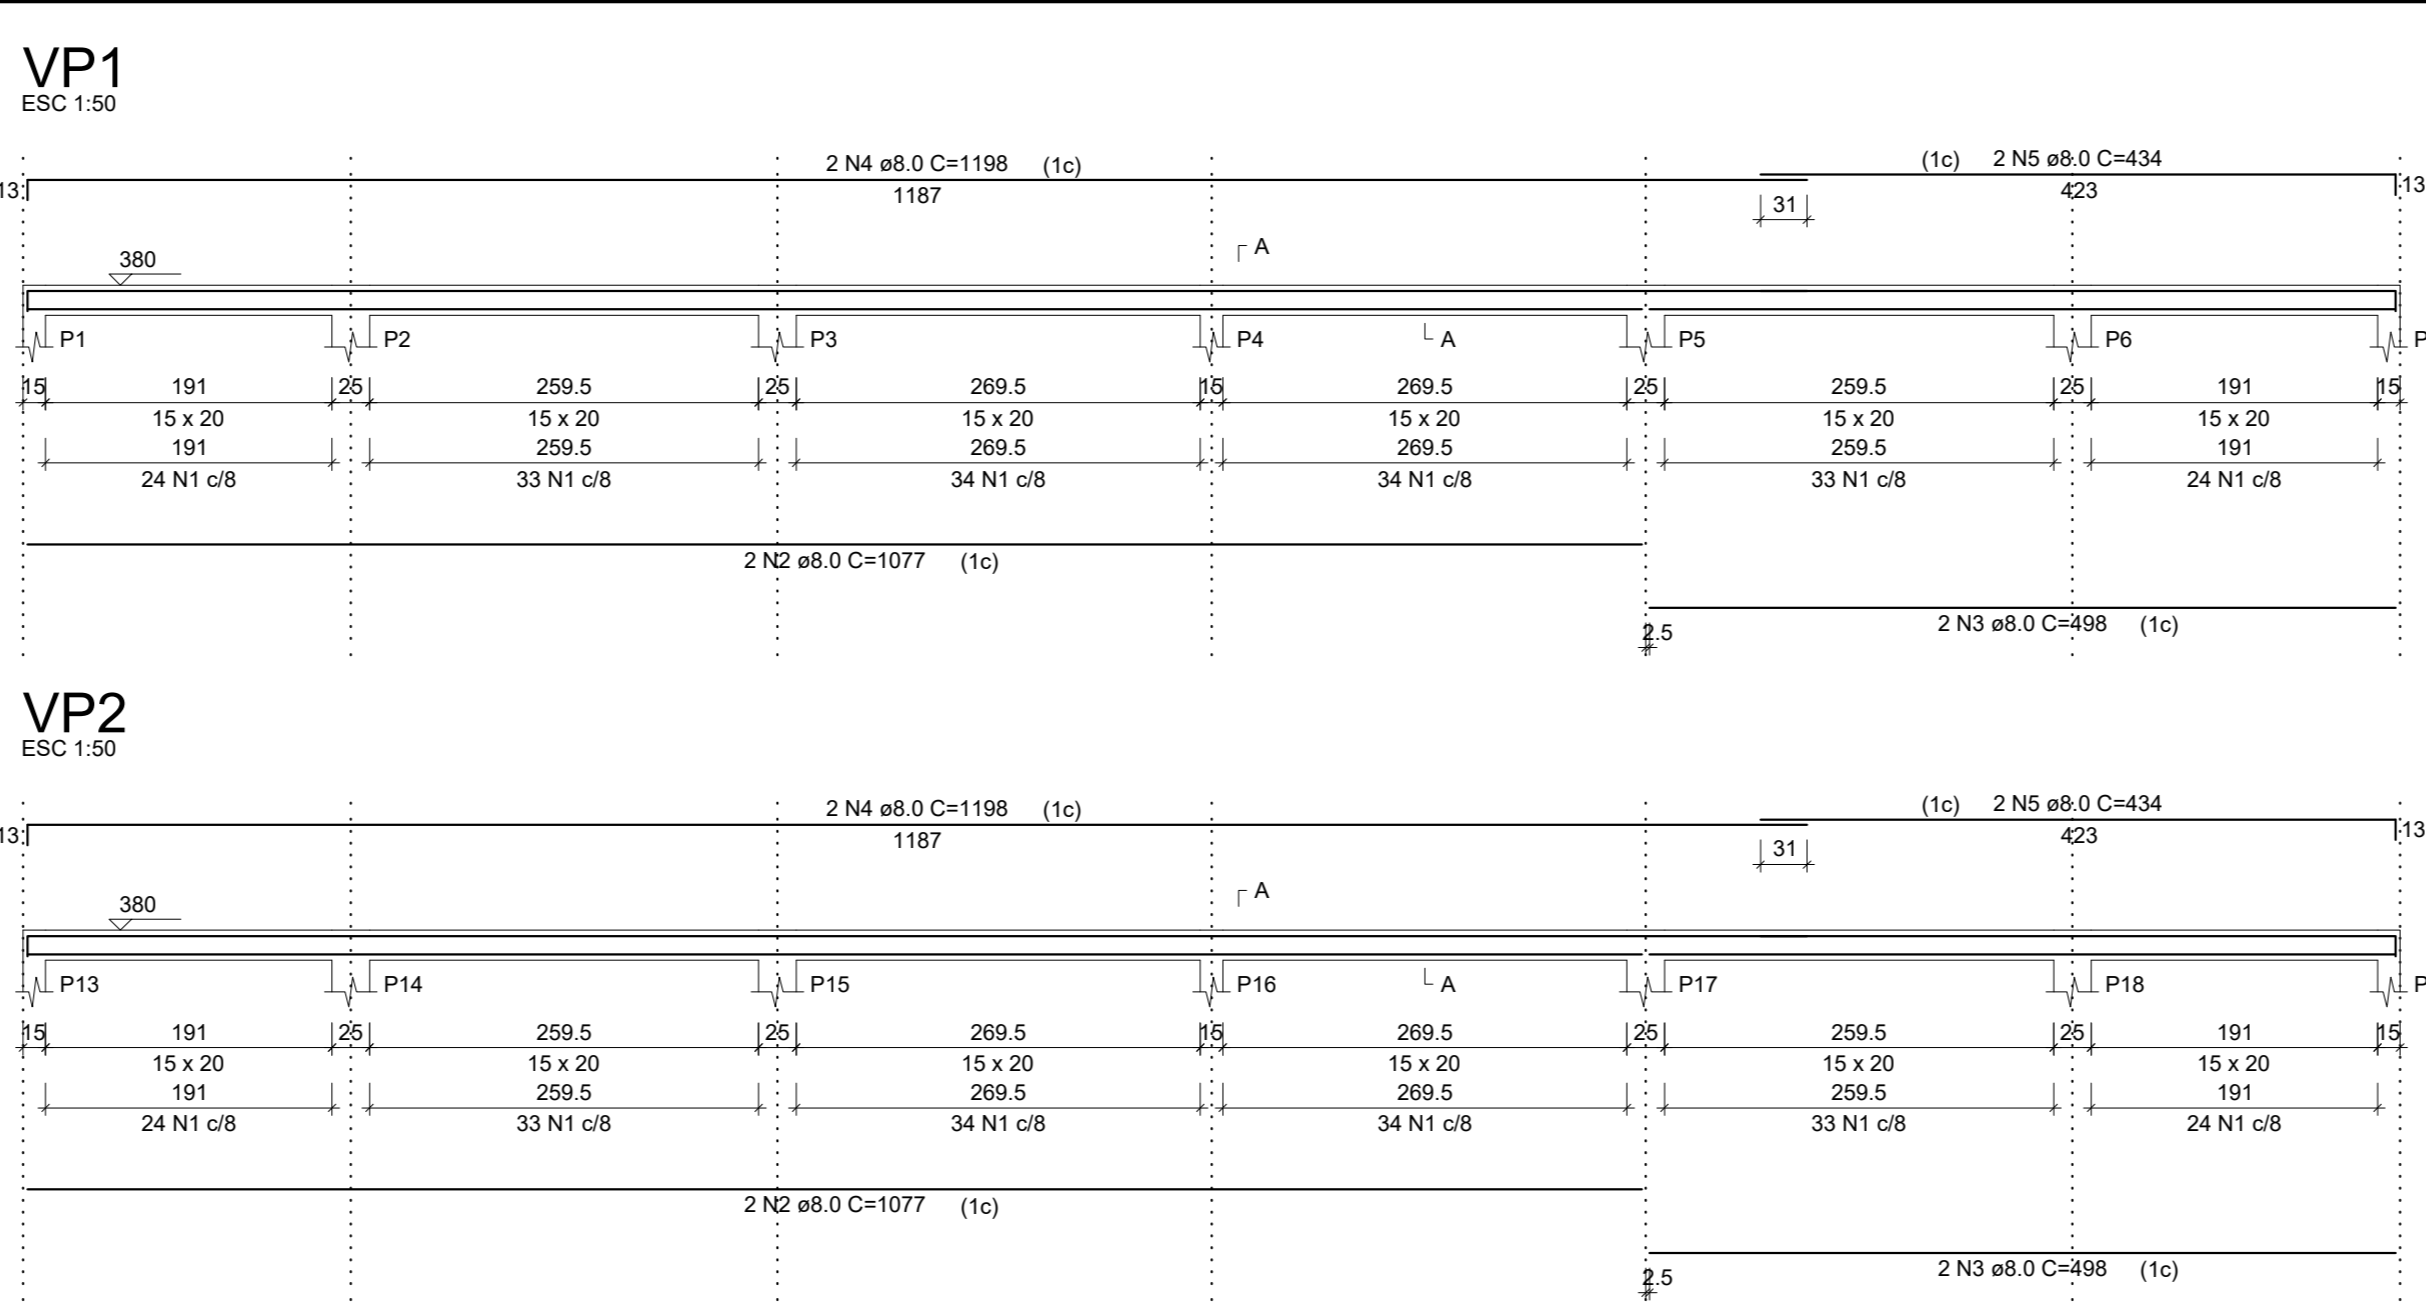 VP1
ESC 1:50
2 N4 ø8.0 C=1198 (1c) (1c) 2 N5 ø8.0 C=434
13 1187 423 13
31
A
380
P1 P2 P3 P4 A P5 P6 P
15 191 25 259.5 25 269.5 15 269.5 25 259.5 25 191 15
15 x 20 15 x 20 15 x 20 15 x 20 15 x 20 15 x 20
191 259.5 269.5 269.5 259.5 191
24 N1 c/8 33 N1 c/8 34 N1 c/8 34 N1 c/8 33 N1 c/8 24 N1 c/8
2 N2 ø8.0 C=1077 (1c)
2 N3 ø8.0 C=498 (1c)
2.5
VP2
ESC 1:50
2 N4 ø8.0 C=1198 (1c) (1c) 2 N5 ø8.0 C=434
13 1187 423 13
31
A
380
P13 P14 P15 P16 A P17 P18 P
15 191 25 259.5 25 269.5 15 269.5 25 259.5 25 191 15
15 x 20 15 x 20 15 x 20 15 x 20 15 x 20 15 x 20
191 259.5 269.5 269.5 259.5 191
24 N1 c/8 33 N1 c/8 34 N1 c/8 34 N1 c/8 33 N1 c/8 24 N1 c/8
2 N2 ø8.0 C=1077 (1c)
2 N3 ø8.0 C=498 (1c)
2.5